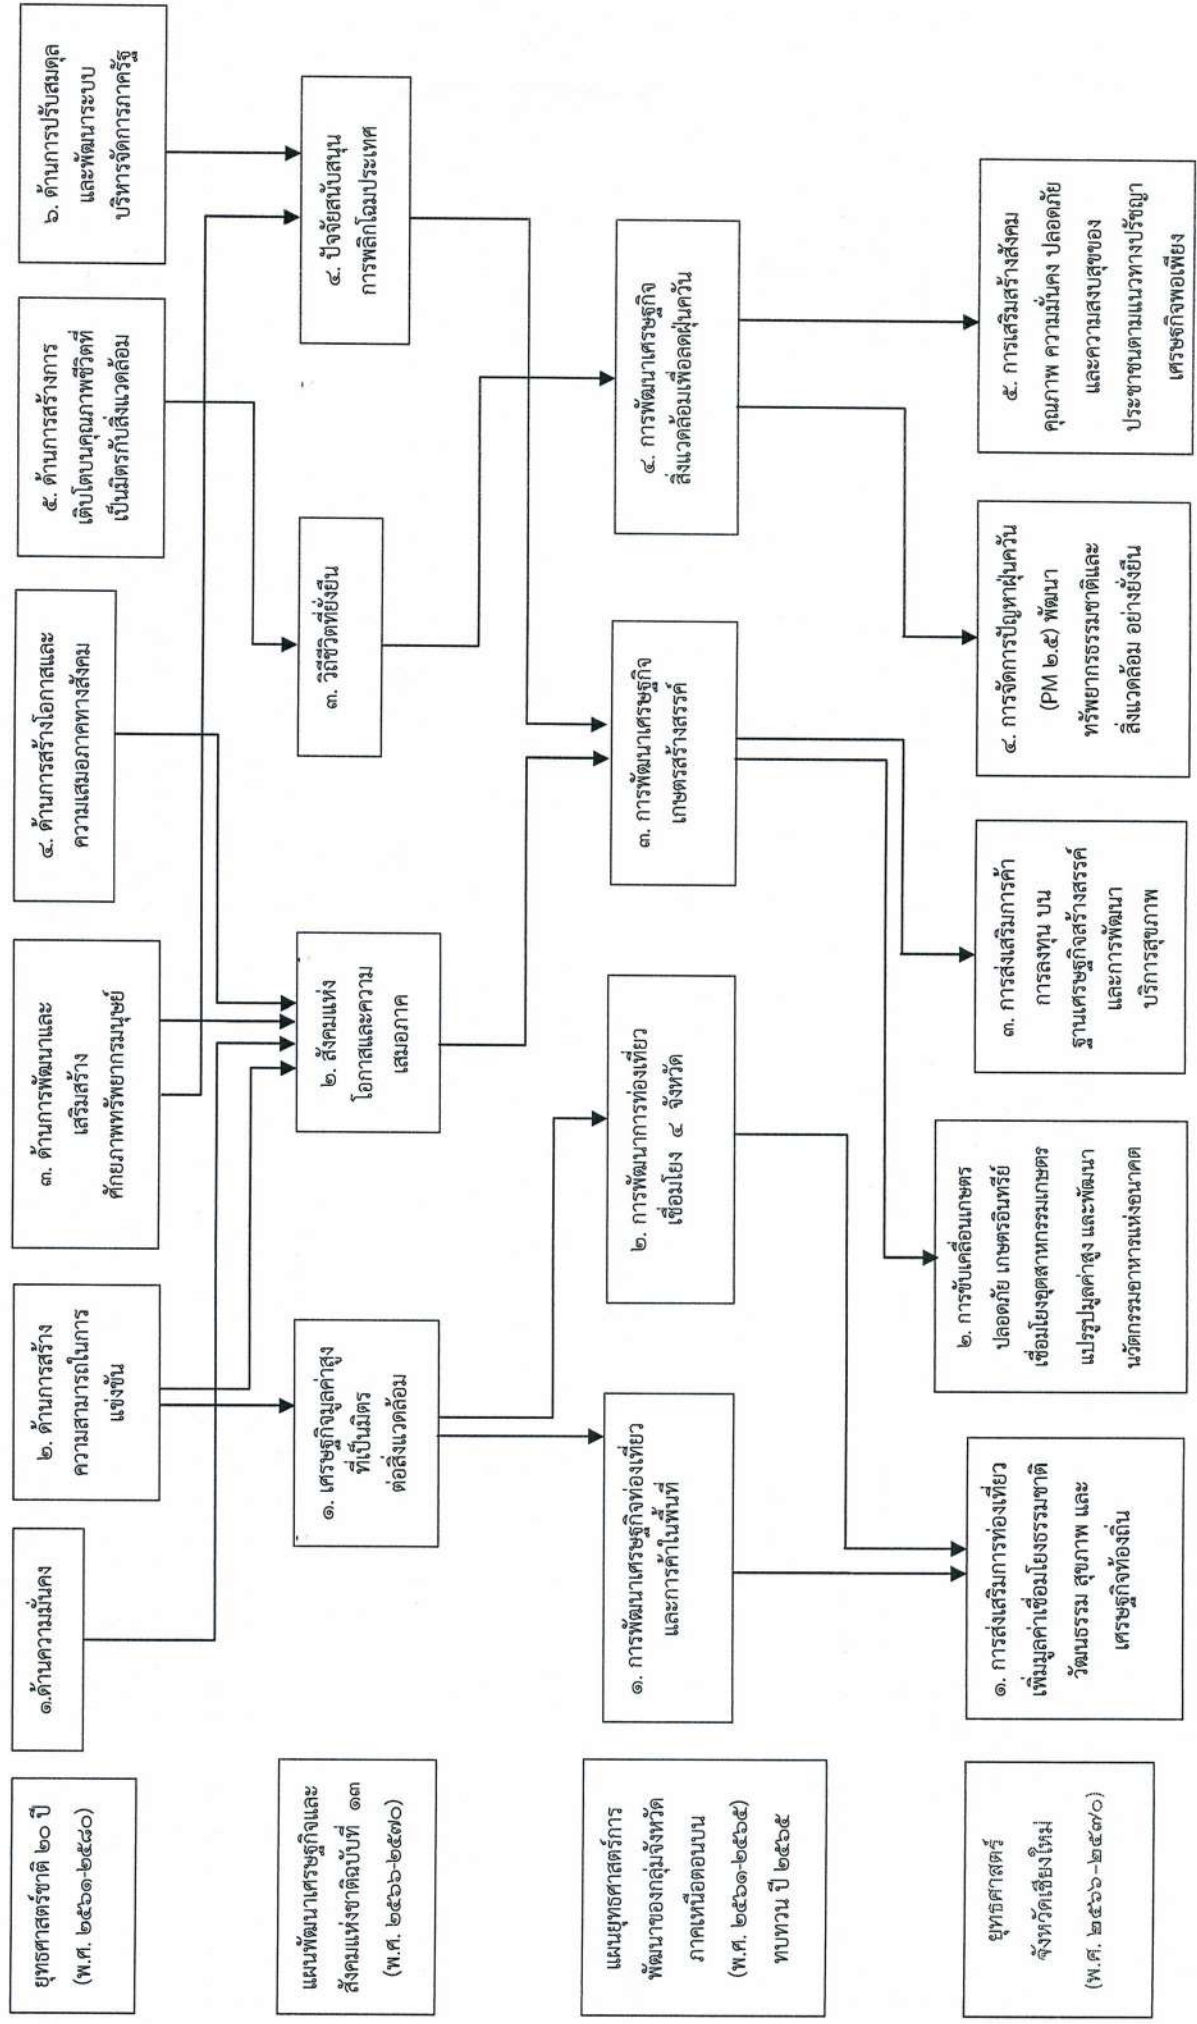 ยุทธศาสตร์ชาติ ๒๐ ปี
(พ.ศ. ๒๕๖๑-๒๕๘๐)
๑.ด้านความมั่นคง
๒. ด้านการสร้าง
ความสามารถในการ
แข่งขัน
๓. ด้านการพัฒนาและ
เสริมสร้าง
ศักยภาพทรัพยากรมนุษย์
๔. ด้านการสร้างโอกาสและ
ความเสมอภาคทางสังคม
๕. ด้านการสร้างการ
เติบโตบนคุณภาพชีวิตที่
เป็นมิตรกับสิ่งแวดล้อม
๖. ด้านการปรับสมดุล
และพัฒนาระบบ
บริหารจัดการภาครัฐ
แผนพัฒนาเศรษฐกิจและ
สังคมแห่งชาติฉบับที่ ๑๓
(พ.ศ. ๒๕๖๖-๒๕๗๐)
๑. เศรษฐกิจมูลค่าสูง
ที่เป็นมิตร
ต่อสิ่งแวดล้อม
๒. สังคมแห่ง
โอกาสและความ
เสมอภาค
๓. วิถีชีวิตที่ยั่งยืน
๔. ปัจจัยสนับสนุน
การพลิกโฉมประเทศ
แผนยุทธศาสตร์การ
พัฒนาของกลุ่มจังหวัด
ภาคเหนือตอนบน
(พ.ศ. ๒๕๖๑-๒๕๖๕)
ทบทวน ปี ๒๕๖๕
๑. การพัฒนาเศรษฐกิจท่องเที่ยว
และการค้าในพื้นที่
๒. การพัฒนาการท่องเที่ยว
เชื่อมโยง ๔ จังหวัด
๓. การพัฒนาเศรษฐกิจ
เกษตรสร้างสรรค์
๔. การพัฒนาเศรษฐกิจ
สิ่งแวดล้อมเพื่อลดฝุ่นควัน
ยุทธศาสตร์
จังหวัดเชียงใหม่
(พ.ศ. ๒๕๖๖-๒๕๗๐)
๑. การส่งเสริมการท่องเที่ยว
เพิ่มมูลค่าเชื่อมโยงธรรมชาติ
วัฒนธรรม สุขภาพ และ
เศรษฐกิจท้องถิ่น
๒. การขับเคลื่อนเกษตร
ปลอดภัย เกษตรอินทรีย์
เชื่อมโยงอุตสาหกรรมเกษตร
แปรรูปมูลค่าสูง และพัฒนา
นวัตกรรมอาหารแห่งอนาคต
๓. การส่งเสริมการค้า
การลงทุน บน
ฐานเศรษฐกิจสร้างสรรค์
และการพัฒนา
บริการสุขภาพ
๔. การจัดการปัญหาฝุ่นควัน
(PM ๒.๕) พัฒนา
ทรัพยากรธรรมชาติและ
สิ่งแวดล้อม อย่างยั่งยืน
๕. การเสริมสร้างสังคม
คุณภาพ ความมั่นคง ปลอดภัย
และความสงบสุขของ
ประชาชนตามแนวทางปรัชญา
เศรษฐกิจพอเพียง